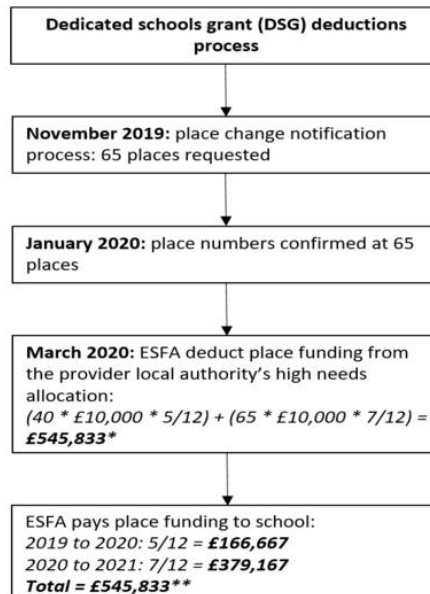 Dedicated schools grant (DSG) deductions
process
November 2019: place change notification
process: 65 places requested
January 2020: place numbers confirmed at 65
places
March 2020: ESFA deduct place funding from
the provider local authority’s high needs
allocation:
(40 * £10,000 * 5/12) + (65 * £10,000 * 7/12) =
£545,833*
ESFA pays place funding to school:
2019 to 2020: 5/12 = £166,667
2020 to 2021: 7/12 = £379,167
Total = £545,833**